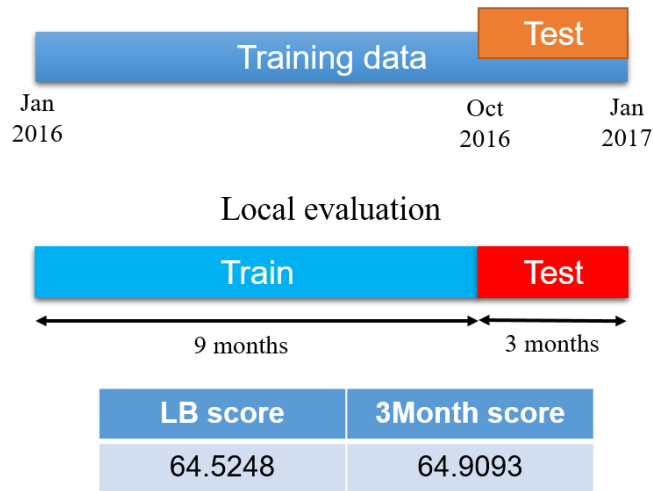 Test
Training data
Jan
2016
Oct
2016
Jan
2017
Local evaluation
Train
Test
9 months
3 months
LB score
3Month score
64.5248
64.9093